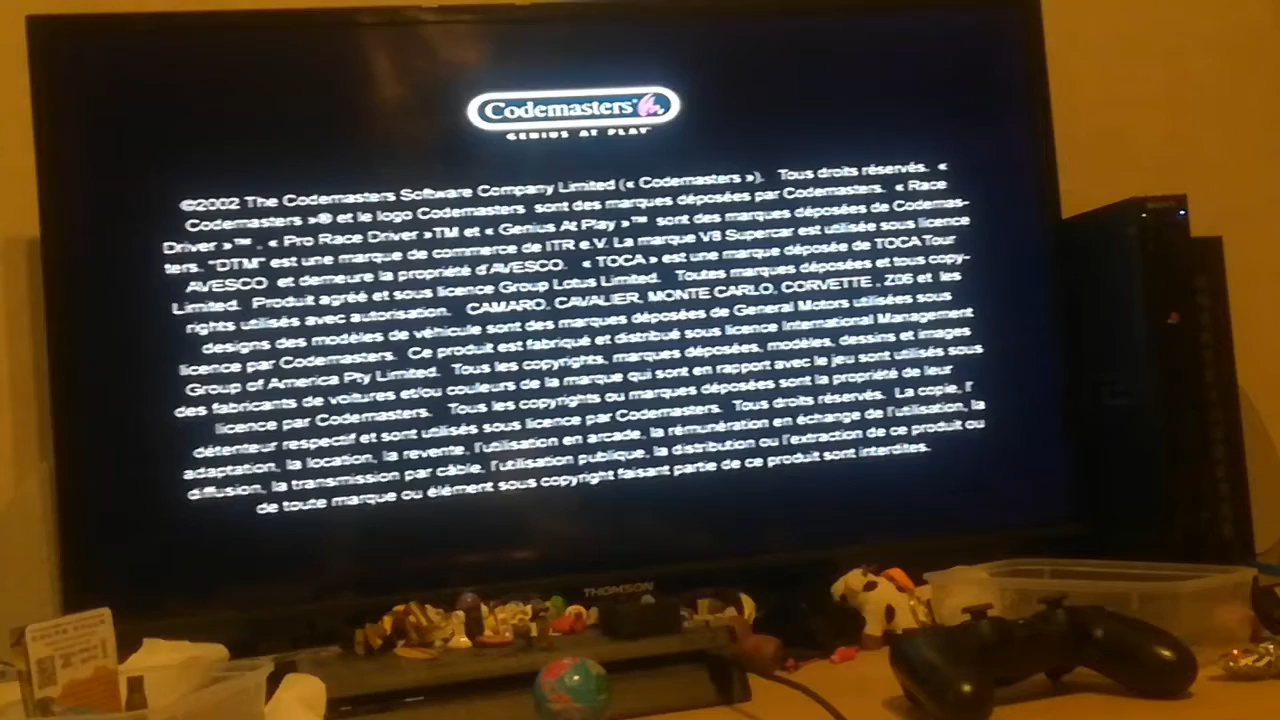 Codemasters
GENIUS AT PLAY
©2002 The Codemasters Software Company Limited (« Codemasters »). Tous droits réservés. «
Codemasters »® et le logo Codemasters sont des marques déposées par Codemasters. « Race
Driver »™ , « Pro Race Driver »TM et « Genius At Play »™ sont des marques déposées de Codemas-
ters. "DTM" est une marque de commerce de ITR e.V. La marque V8 Supercar est utilisée sous licence
AVESCO et demeure la propriété d'AVESCO. « TOCA » est une marque déposée de TOCA Tour
Limited. Produit agréé et sous licence Group Lotus Limited. Toutes marques déposées et tous copy-
rights utilisés avec autorisation. CAMARO, CAVALIER, MONTE CARLO, CORVETTE , Z06 et les
designs des modèles de véhicule sont des marques déposées de General Motors utilisées sous
licence par Codemasters. Ce produit est fabriqué et distribué sous licence International Management
Group of America Pty Limited. Tous les copyrights, marques déposées, modèles, dessins et images
des fabricants de voitures et/ou couleurs de la marque qui sont en rapport avec le jeu sont utilisés sous
licence par Codemasters. Tous les copyrights ou marques déposées sont la propriété de leur
détenteur respectif et sont utilisés sous licence par Codemasters. Tous droits réservés. La copie, l'
adaptation, la location, la revente, l'utilisation en arcade, la rémunération en échange de l'utilisation, la
diffusion, la transmission par câble, l'utilisation publique, la distribution ou l'extraction de ce produit ou
de toute marque ou élément sous copyright faisant partie de ce produit sont interdites.
THOMSON